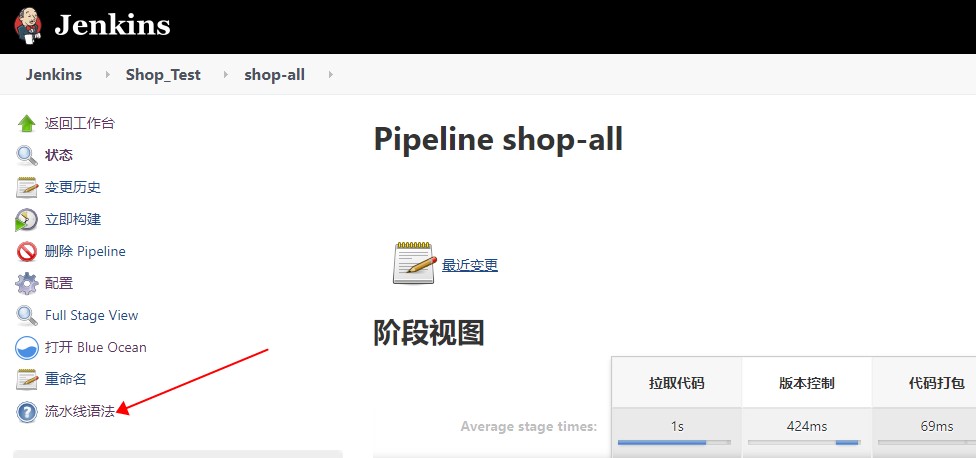 Jenkins
Jenkins Shop_Test shop-all
返回工作台
状态
变更历史
立即构建
删除 Pipeline
配置
Full Stage View
打开 Blue Ocean
重命名
流水线语法
Pipeline shop-all
最近变更
阶段视图
拉取代码 版本控制 代码打包
Average stage times: 1s 424ms 69ms